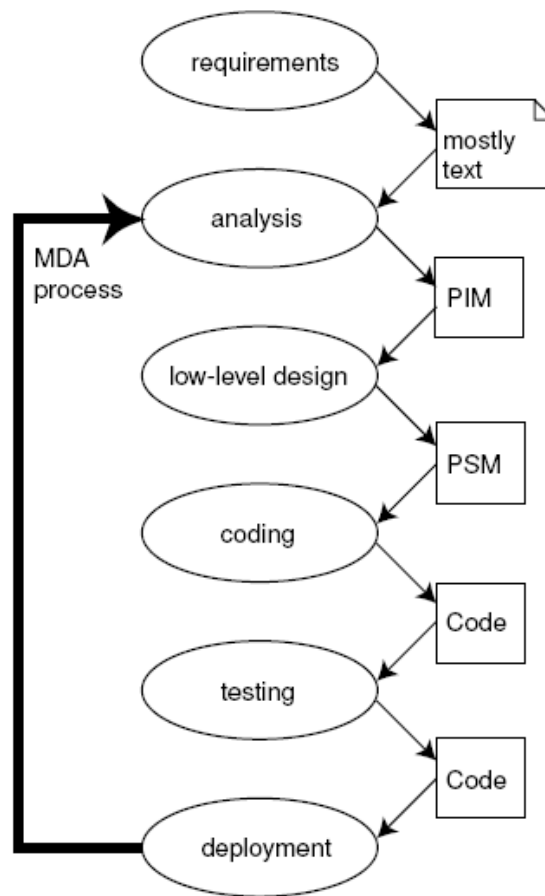 requirements
mostly
text
analysis
MDA
process
PIM
low-level design
PSM
coding
Code
testing
Code
deployment